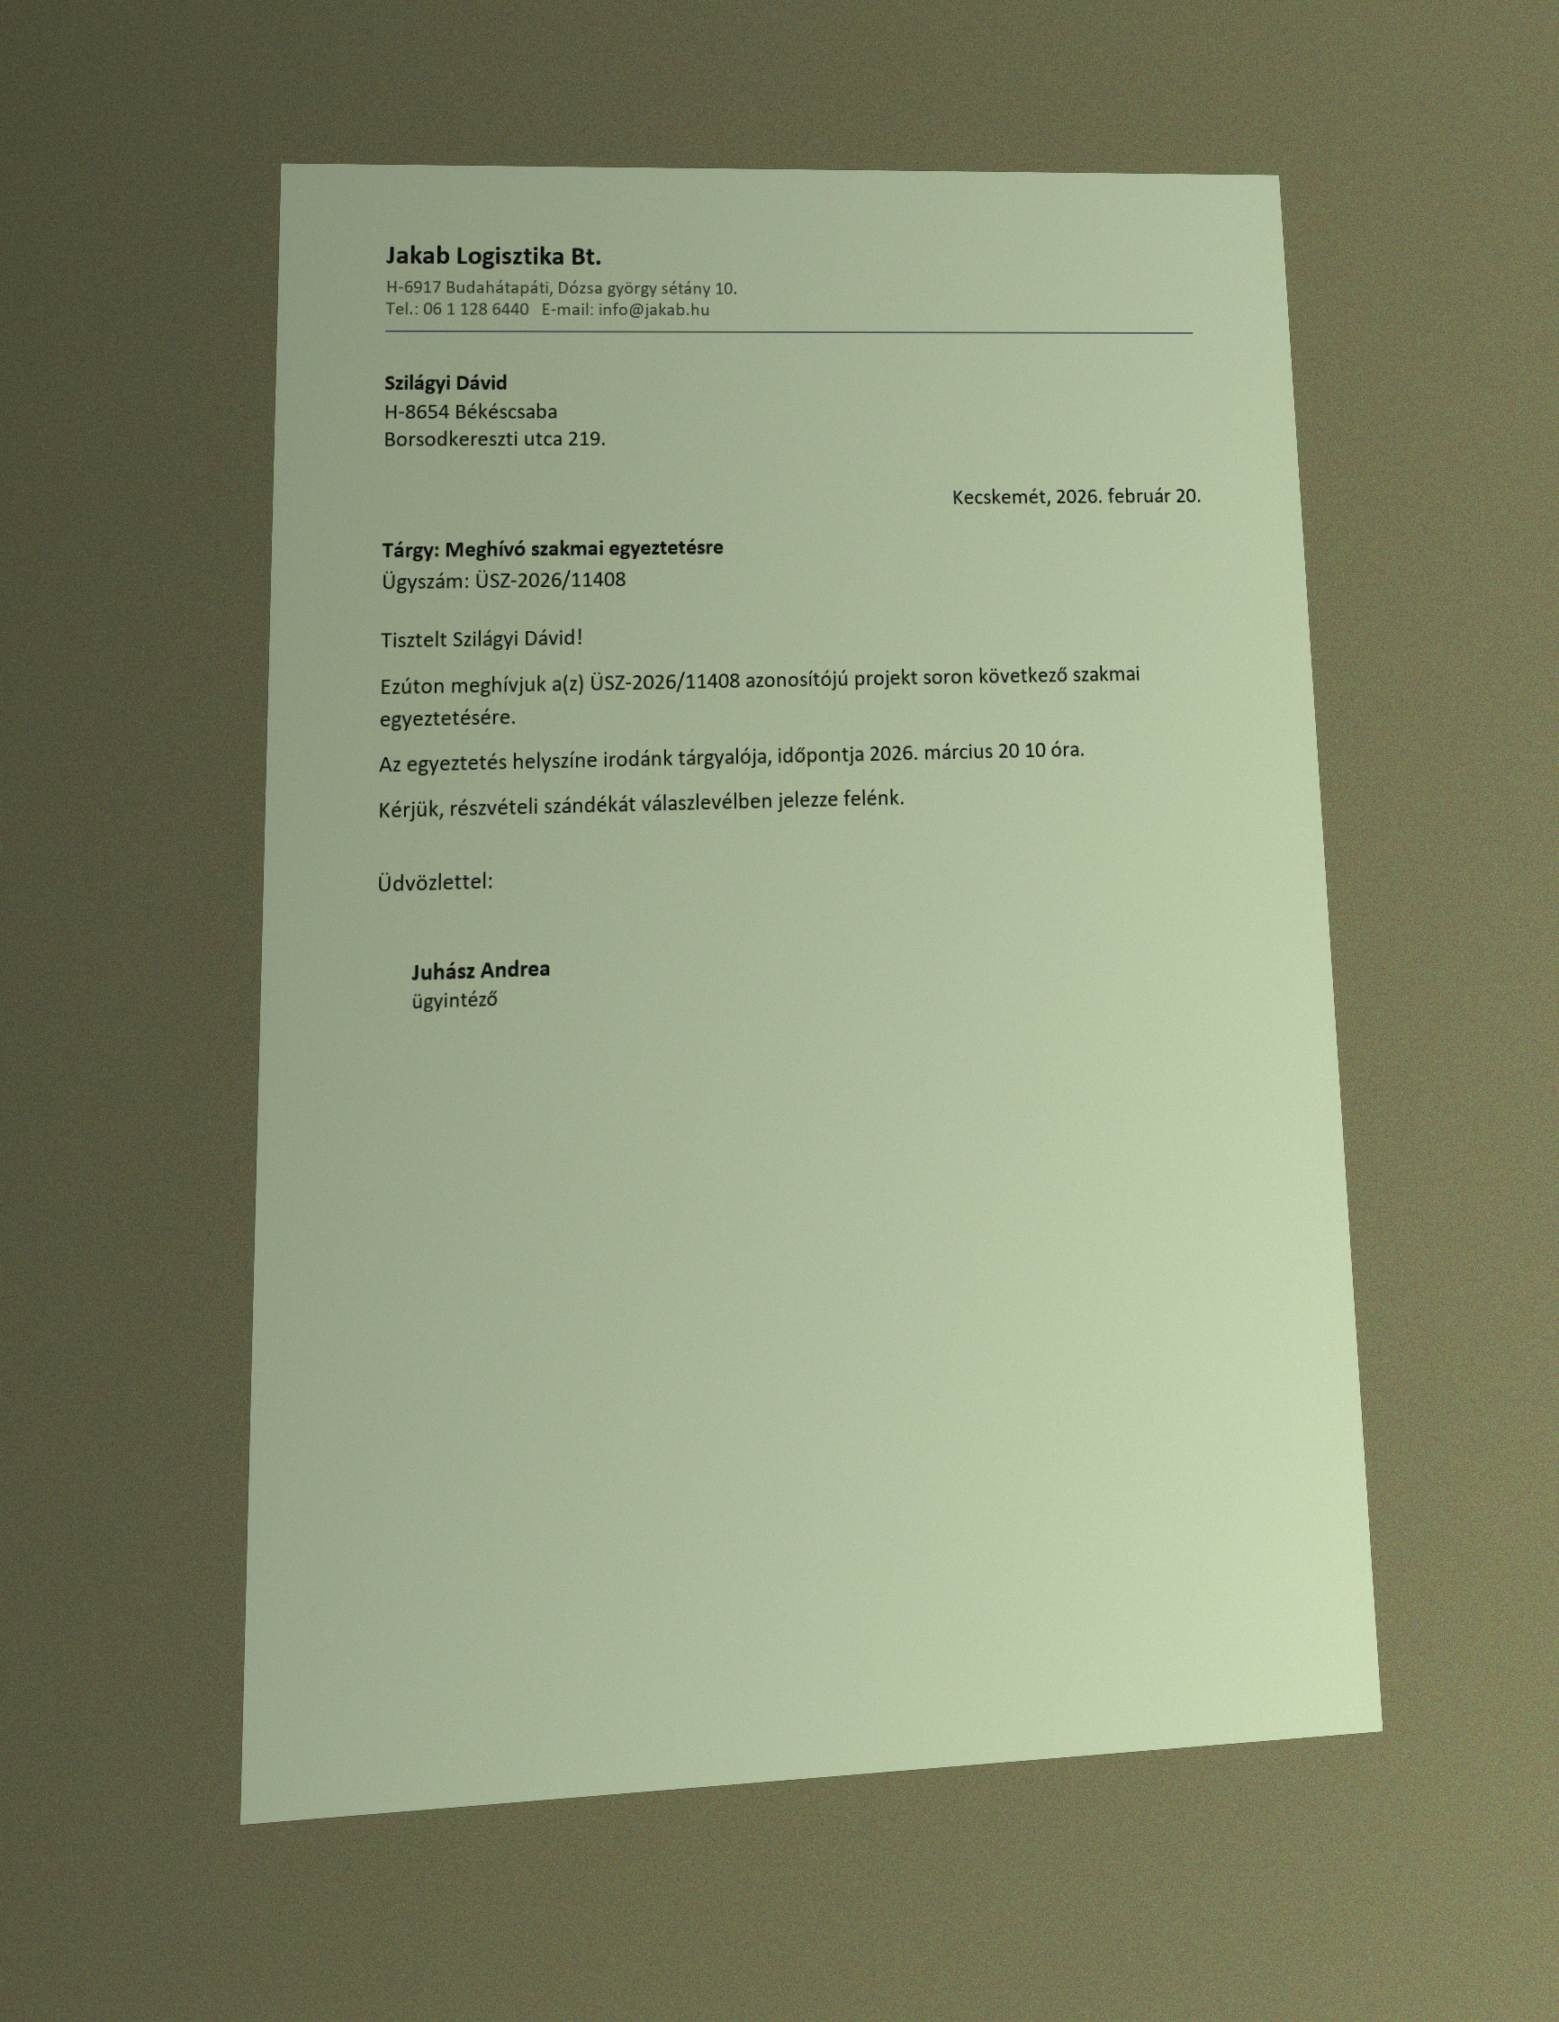 Jakab Logisztika Bt.
H-6917 Budahátapáti, Dózsa györgy sétány 10.
Tel.: 06 1 128 6440 E-mail: info@jakab.hu
Szilágyi Dávid
H-8654 Békéscsaba
Borsodkereszti utca 219.
Kecskemét, 2026. február 20.
Tárgy: Meghívó szakmai egyeztetésre
Ügyszám: ÜSZ-2026/11408
Tisztelt Szilágyi Dávid!
Ezúton meghívjuk a(z) ÜSZ-2026/11408 azonosítójú projekt soron következő szakmai
egyeztetésére.
Az egyeztetés helyszíne irodánk tárgyalója, időpontja 2026. március 20 10 óra.
Kérjük, részvételi szándékát válaszlevélben jelezze felénk.
Üdvözlettel:
Juhász Andrea
ügyintéző